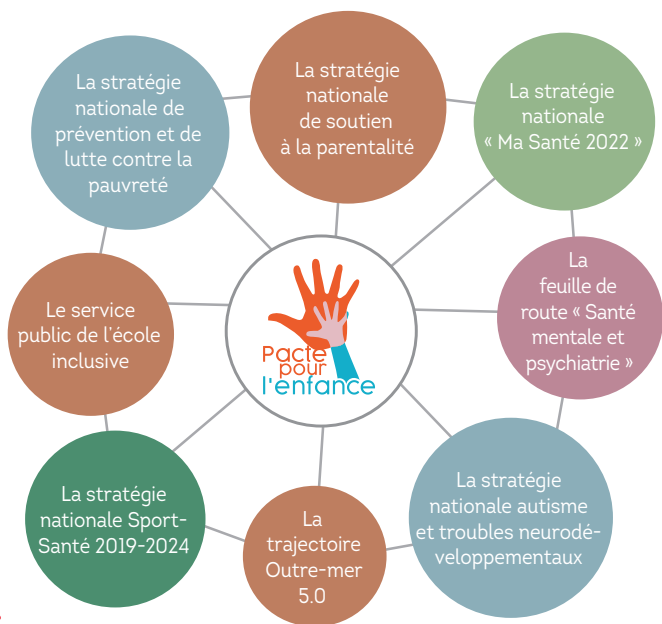 La stratégie
nationale de
prévention et de
lutte contre la
pauvreté
La stratégie
nationale
de soutien
à la parentalité
La stratégie
nationale
« Ma Santé 2022 »
Le service
public de l'école
inclusive
Pacte
pour
l'enfance
La
feuille de
route « Santé
mentale et
psychiatrie »
La stratégie
nationale Sport-
Santé 2019-2024
La
trajectoire
Outre-mer
5.0
La stratégie
nationale autisme
et troubles neurodé-
veloppementaux